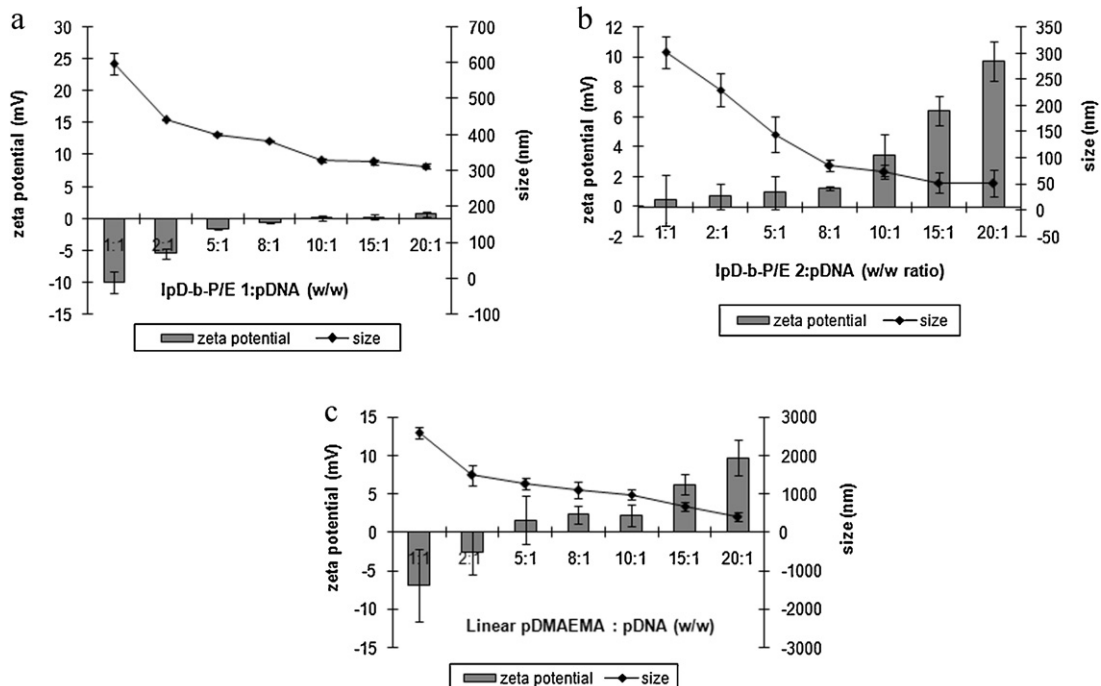 a
30
25
20
15
10
5
0
-5
-10
-15
zeta potential (mV)
700
600
500
400
300
200
100
0
-100
size (nm)
1:1 2:1 5:1 8:1 10:1 15:1 20:1
IpD-b-P/E 1:pDNA (w/w)
zeta potential size
b
12
10
8
6
4
2
0
-2
zeta potential (mV)
350
300
250
200
150
100
50
0
-50
size (nm)
1:1 2:1 5:1 8:1 10:1 15:1 20:1
IpD-b-P/E 2:pDNA (w/w ratio)
zeta potential size
c
15
10
5
0
-5
-10
-15
zeta potential (mV)
3000
2000
1000
0
-1000
-2000
-3000
size (nm)
1:1 2:1 5:1 8:1 10:1 15:1 20:1
Linear pDMAEMA : pDNA (w/w)
zeta potential size